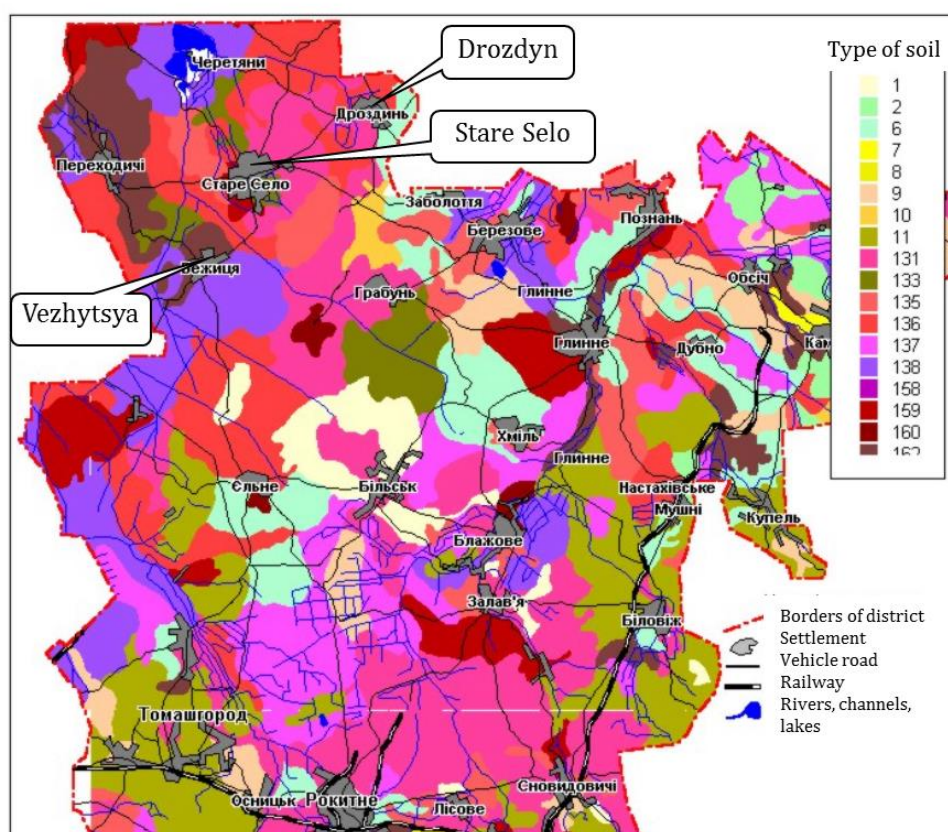 Drozdyn
Type of soil
Черетяни
1
2
Дроздинь
Stare Selo
6
7
Переходичі
8
Старе Село
9
Заболоття
10
Березове
Познань
11
131
Вежиця
133
Обсіч
135
Грабунь
Глинне
136
Vezhytsya
137
Глинне
Дубно
Кам
138
158
159
160
162
Хміль
Глинне
Єльне
Більськ
Настахівське
Мушні
Купель
Блажове
Залав'я
Біловіж
Borders of district
Settlement
Vehicle road
Railway
Rivers, channels,
lakes
Томашгород
Осницьк
Рокитне
Лісове
Сновидовичі